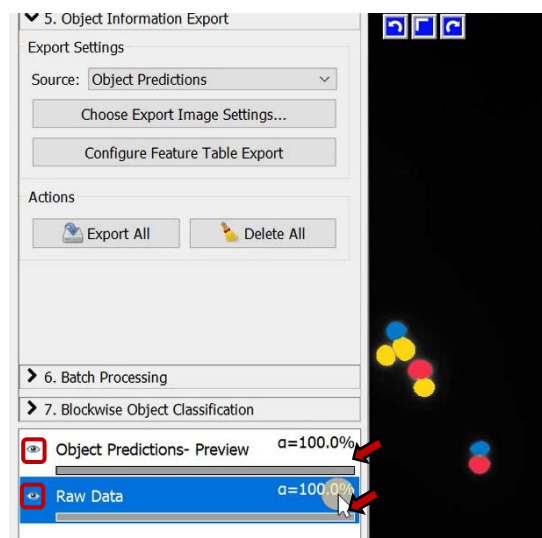 5. Object Information Export
Export Settings
Source: Object Predictions
Choose Export Image Settings...
Configure Feature Table Export
Actions
Export All Delete All
6. Batch Processing
7. Blockwise Object Classification
Object Predictions- Preview α=100.0%
Raw Data α=100.0%